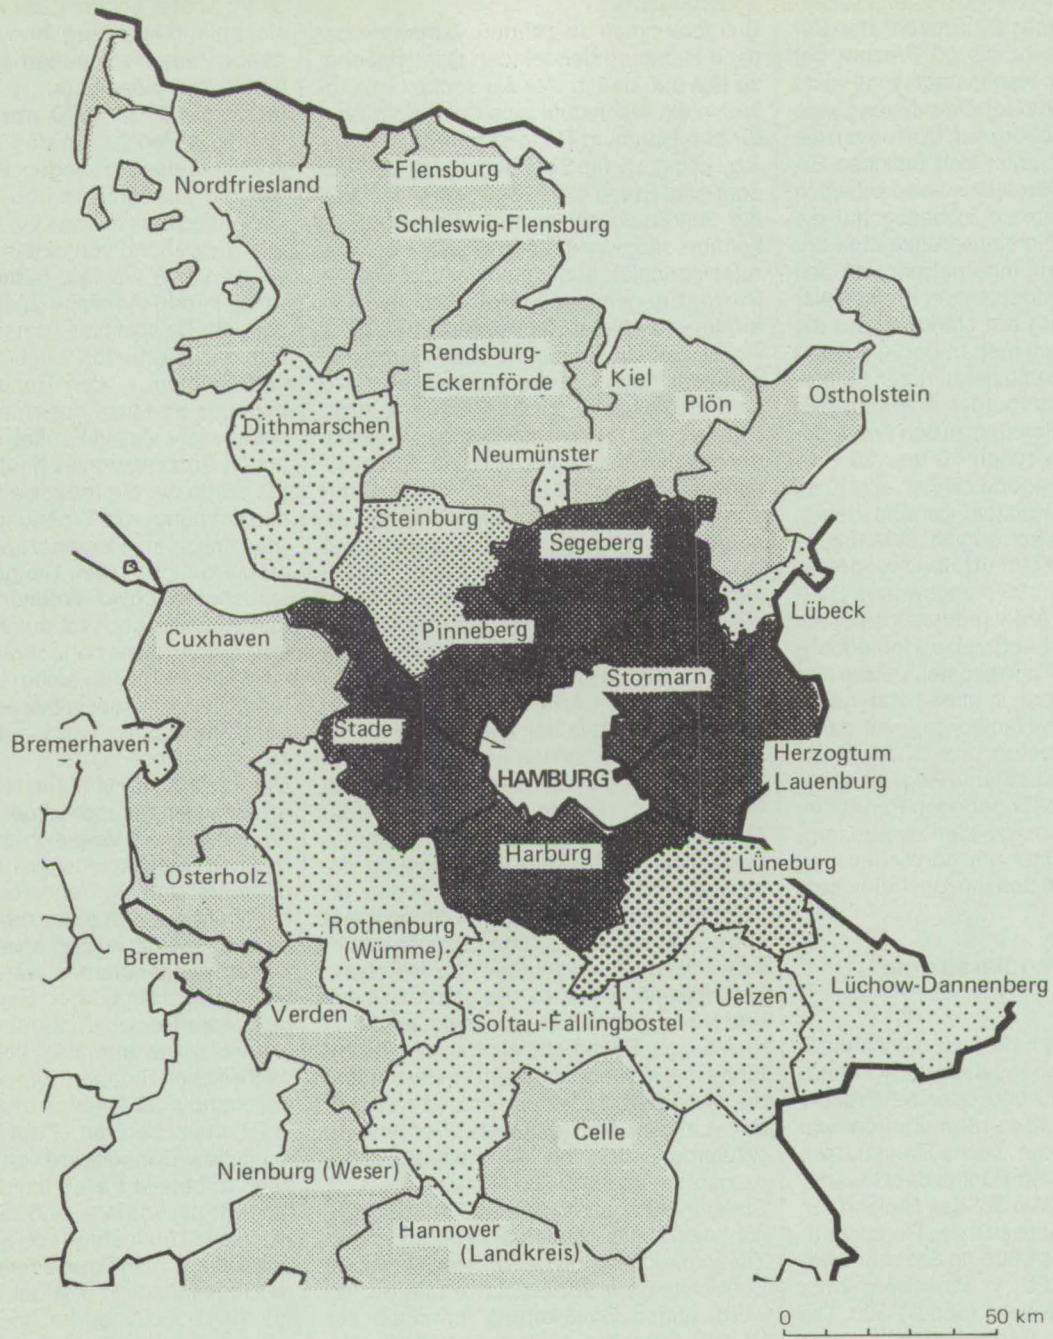 Nordfriesland
Flensburg
Schleswig-Flensburg
Rendsburg-
Eckernförde
Kiel
Plön
Ostholstein
Dithmarschen
Neumünster
Steinburg
Segeberg
Lübeck
Cuxhaven
Pinneberg
Stormarn
Stade
Bremerhaven
HAMBURG
Herzogtum
Lauenburg
Harburg
Lüneburg
Osterholz
Rothenburg
(Wümme)
Bremen
Lüchow-Dannenberg
Uelzen
Verden
Soltau-Fallingbostel
Celle
Nienburg (Weser)
Hannover
(Landkreis)
0 50 km